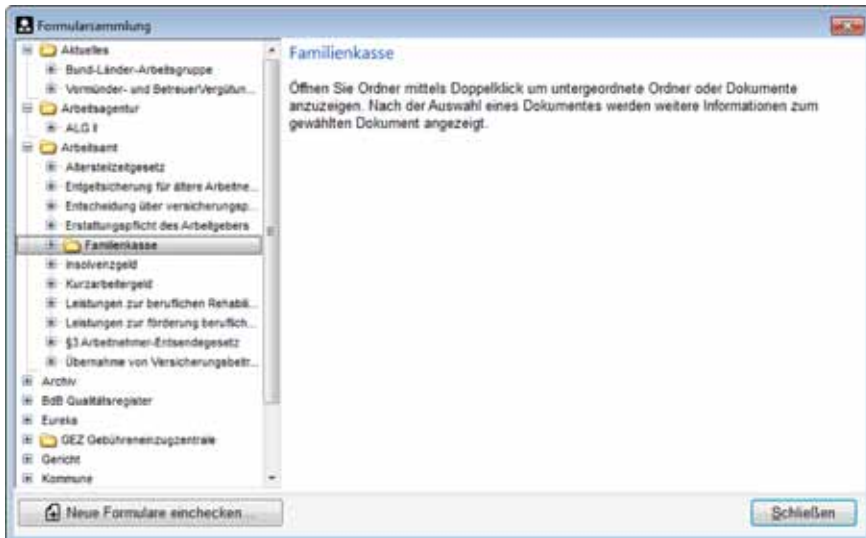 Formularsammlung
Aktuelles
Bund-Länder-Arbeitsgruppe
Vormünder- und BetreuerVergütun...
Arbeitsagentur
ALG II
Arbeitsamt
Altersteilzeitgesetz
Entgeltsicherung für ältere Arbeitne...
Entscheidung über versicherungsp...
Erstattungspflicht des Arbeitgebers
Familienkasse
Insolvenzgeld
Kurzarbeitergeld
Leistungen zur beruflichen Rehabili...
Leistungen zur förderung beruflich...
§3 Arbeitnehmer-Entsendegesetz
Übernahme von Versicherungsbeitr...
Archiv
BdB Qualitätsregister
Eureka
GEZ Gebühreneinzugzentrale
Gericht
Kommune
Familienkasse
Öffnen Sie Ordner mittels Doppelklick um untergeordnete Ordner oder Dokumente
anzuzeigen. Nach der Auswahl eines Dokumentes werden weitere Informationen zum
gewählten Dokument angezeigt.
Neue Formulare einchecken...
Schließen